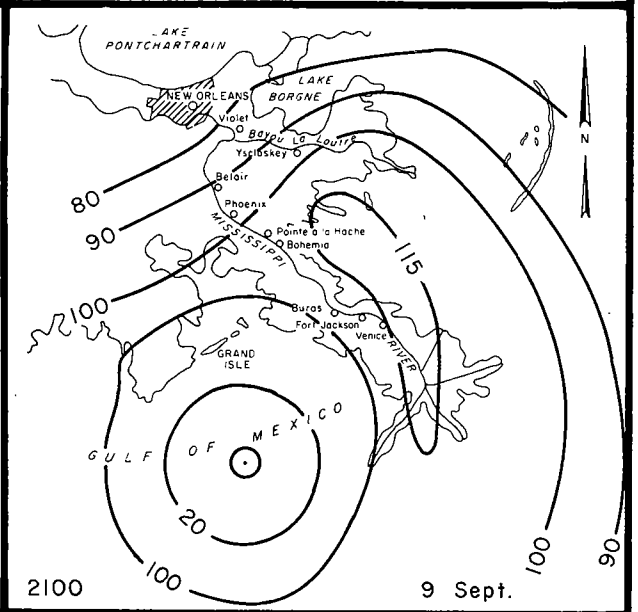 LAKE
PONTCHARTRAIN
NEW ORLEANS
LAKE
BORGNE
N
Violet
Bayou La Loutre
Yscloskey
80
Belair
90
Phoenix
MISSISSIPPI
Pointe a la Hache
Bohemia
115
100
Buras
Fort Jackson
Venice
RIVER
GRAND
ISLE
GULF OF MEXICO
20
100
100
90
2100
9 Sept.